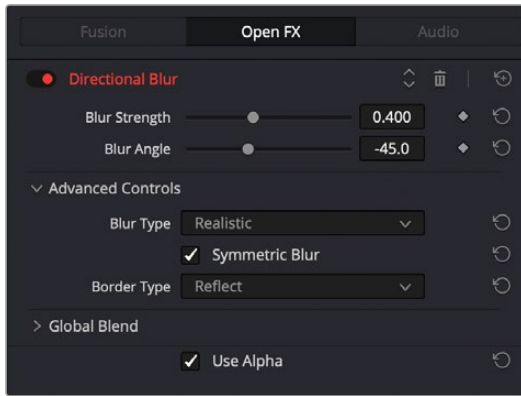 Fusion Open FX Audio
Directional Blur
Blur Strength 0.400
Blur Angle -45.0
Advanced Controls
Blur Type Realistic
Symmetric Blur
Border Type Reflect
Global Blend
Use Alpha